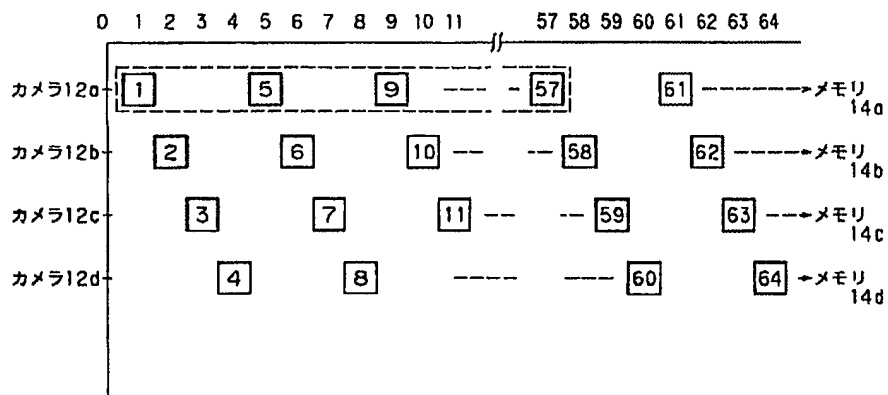 0 1 2 3 4 5 6 7 8 9 10 11 57 58 59 60 61 62 63 64
カメラ12a 1 5 9 57 61 メモリ
14a
カメラ12b 2 6 10 58 62 メモリ
14b
カメラ12c 3 7 11 59 63 メモリ
14c
カメラ12d 4 8 60 64 メモリ
14d